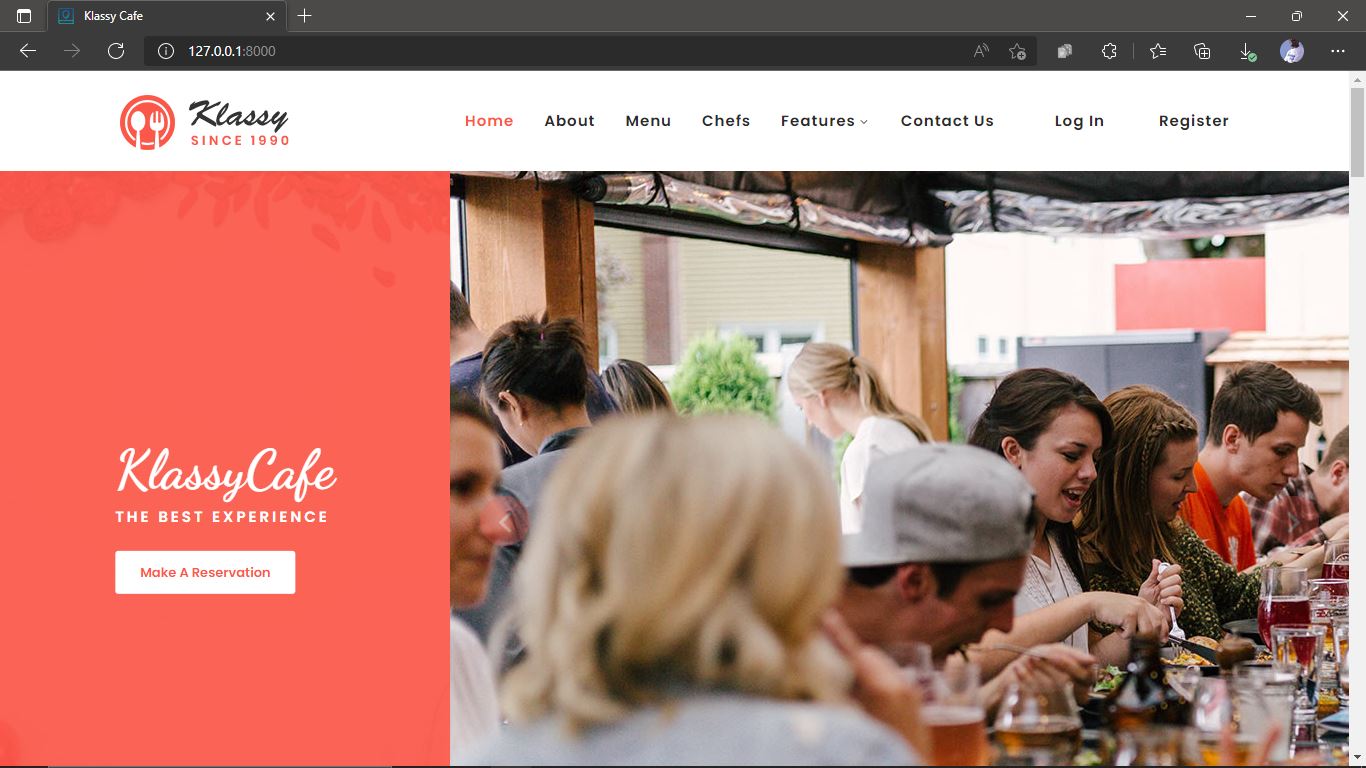 Klassy Cafe
127.0.0.1:8000
Klassy
SINCE 1990
Home About Menu Chefs Features Contact Us Log In Register
KlassyCafe
THE BEST EXPERIENCE
Make A Reservation